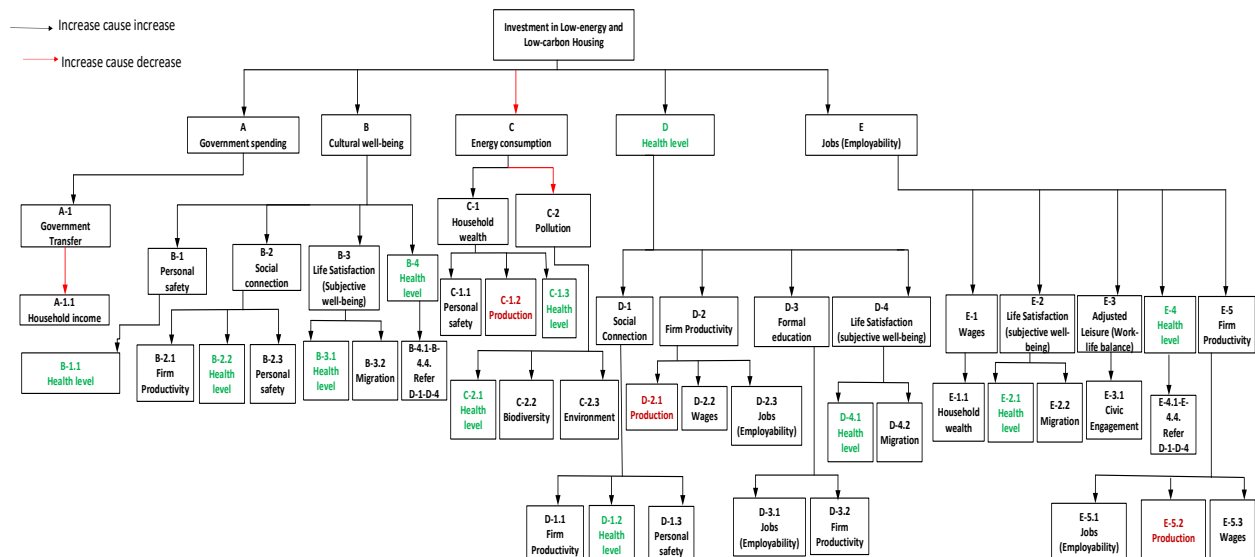 Increase cause increase
Increase cause decrease
Investment in Low-energy and
Low-carbon Housing
A
Government spending
B
Cultural well-being
C
Energy consumption
D
Health level
E
Jobs (Employability)
A-1
Government
Transfer
A-1.1
Household income
B-1
Personal
safety
B-2
Social
connection
B-3
Life Satisfaction
(Subjective
well-being)
B-4
Health
level
B-1.1
Health level
B-2.1
Firm
Productivity
B-2.2
Health
level
B-2.3
Personal
safety
B-3.1
Health
level
B-3.2
Migration
B-4.1-B-
4.4.
Refer
D-1-D-4
C-1
Household
wealth
C-2
Pollution
C-1.1
Personal
safety
C-1.2
Production
C-1.3
Health
level
C-2.1
Health
level
C-2.2
Biodiversity
C-2.3
Environment
D-1
Social
Connection
D-2
Firm Productivity
D-3
Formal
education
D-4
Life Satisfaction
(subjective well-being)
D-2.1
Production
D-2.2
Wages
D-2.3
Jobs
(Employability)
D-4.1
Health
level
D-4.2
Migration
D-1.1
Firm
Productivity
D-1.2
Health
level
D-1.3
Personal
safety
D-3.1
Jobs
(Employability)
D-3.2
Firm
Productivity
E-1
Wages
E-2
Life Satisfaction
(subjective well-
being)
E-3
Adjusted
Leisure (Work-
life balance)
E-4
Health
level
E-5
Firm
Productivity
E-1.1
Household
wealth
E-2.1
Health
level
E-2.2
Migration
E-3.1
Civic
Engagement
E-4.1-E-
4.4.
Refer
D-1-D-4
E-5.1
Jobs
(Employability)
E-5.2
Production
E-5.3
Wages